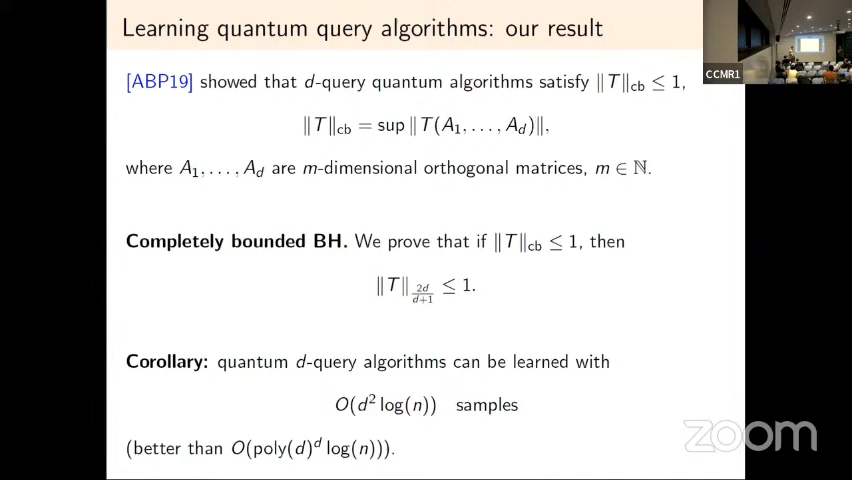 Learning quantum query algorithms: our result
CCMR1
[ABP19] showed that d-query quantum algorithms satisfy ‖T‖cb ≤ 1,
‖T‖cb = sup ‖T(A₁, . . . , A_d)‖,
where A₁, . . . , A_d are m-dimensional orthogonal matrices, m ∈ ℕ.
Completely bounded BH. We prove that if ‖T‖cb ≤ 1, then
‖T‖_{2d/(d+1)} ≤ 1.
Corollary: quantum d-query algorithms can be learned with
O(d² log(n)) samples
(better than O(poly(d)^d log(n))).
zoom